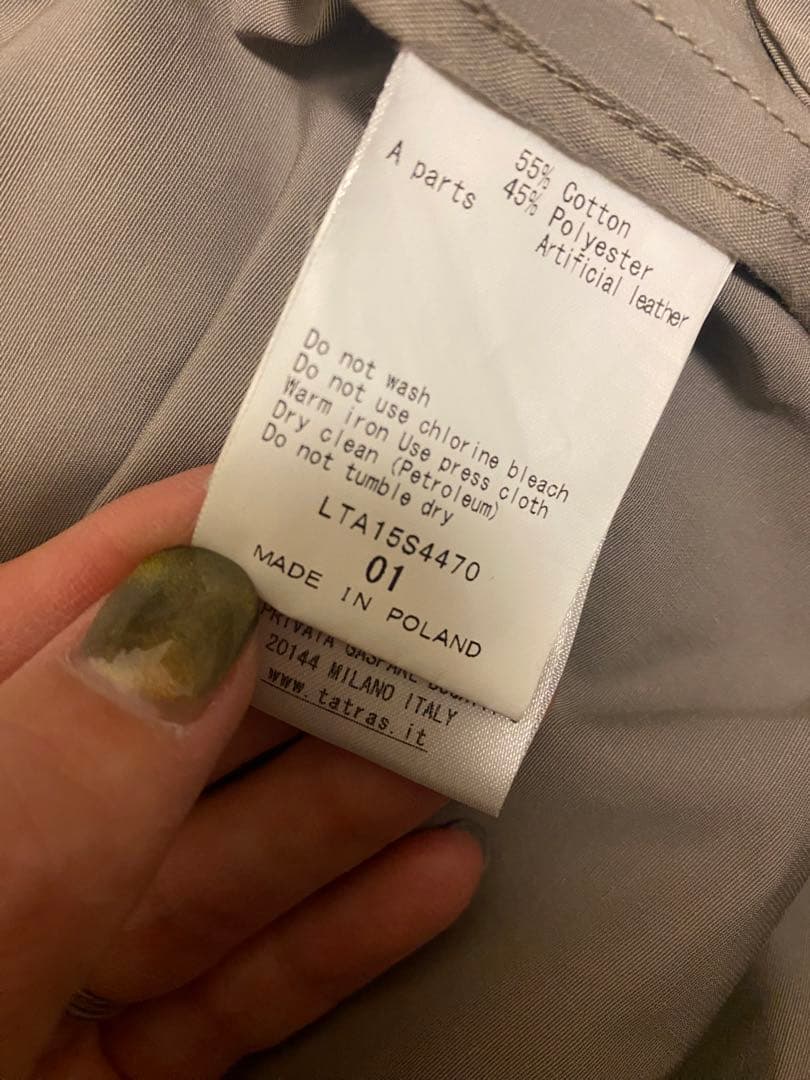 55% Cotton
45% Polyester
A parts Artificial leather
Do not wash
Do not use chlorine bleach
Warm iron Use press cloth
Dry clean (Petroleum)
Do not tumble dry
LTA15S4470
01
MADE IN POLAND
PRIVATA GASPARE
20144 MILANO ITALY
www.tatras.it